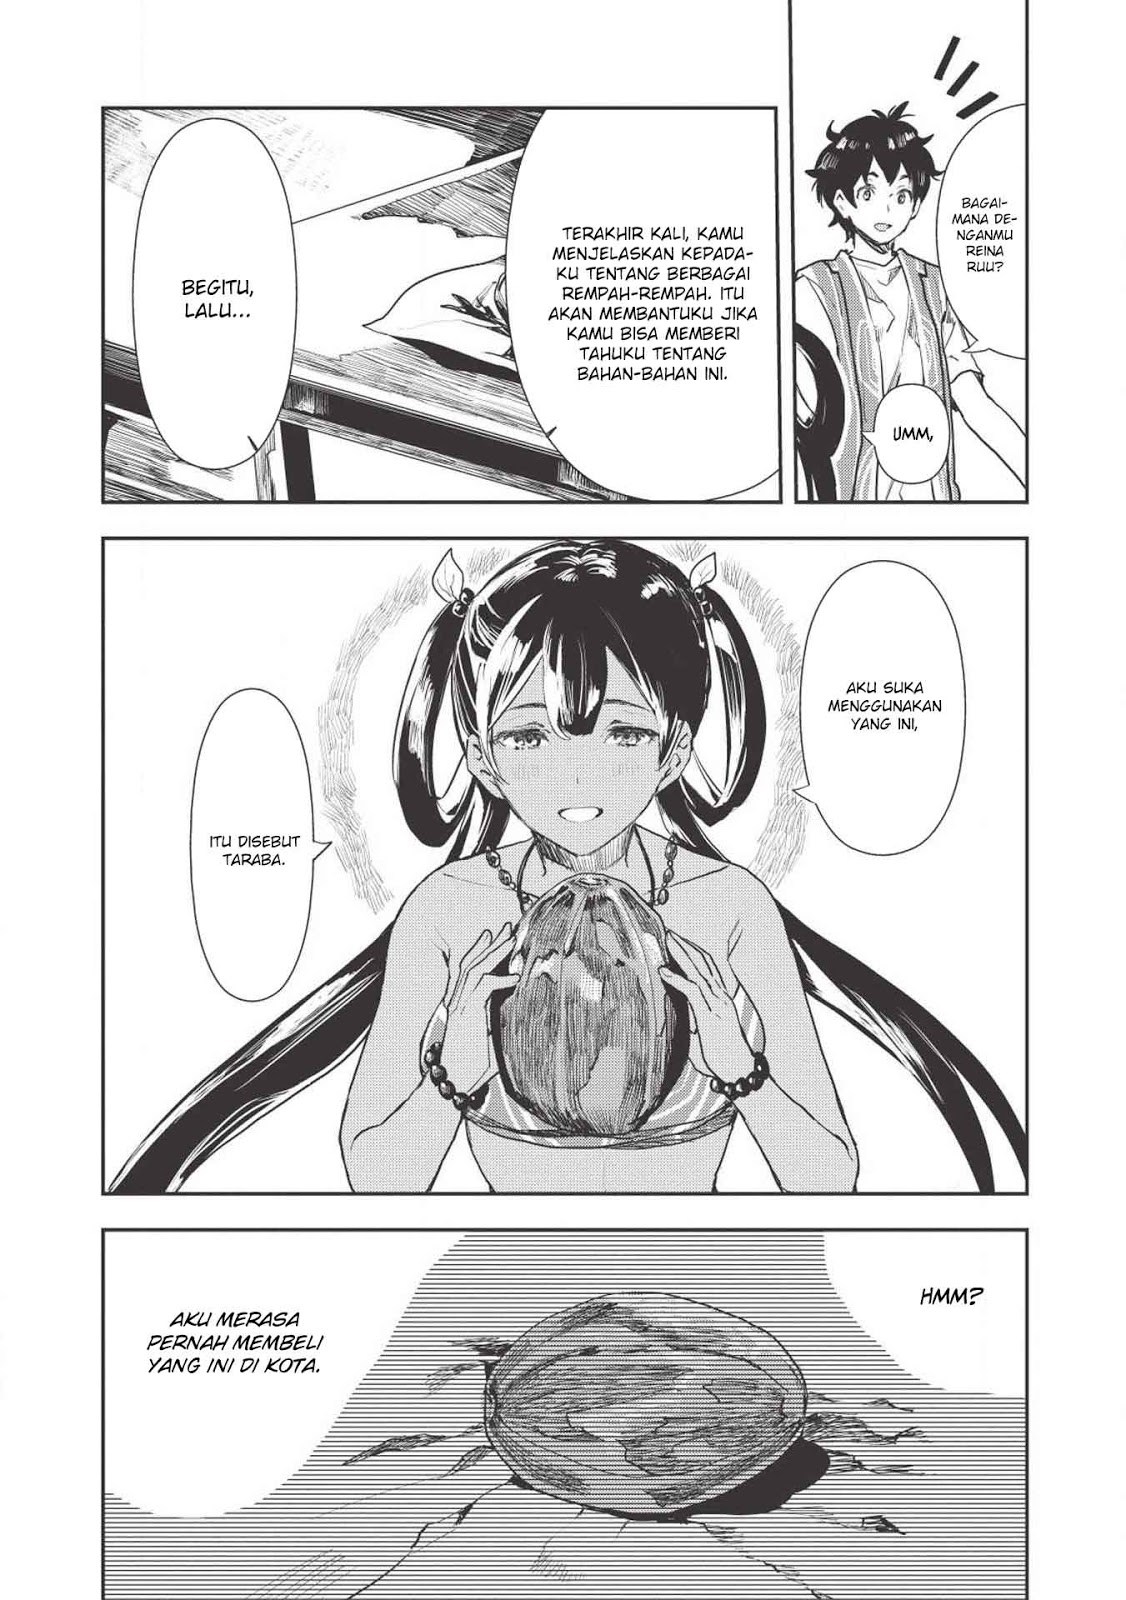 BAGAI-
MANA DE-
NGANMU
REINA
RUU?
UMM,
TERAKHIR KALI, KAMU
MENJELASKAN KEPADA-
KU TENTANG BERBAGAI
REMPAH-REMPAH. ITU
AKAN MEMBANTUKU JIKA
KAMU BISA MEMBERI
TAHUKU TENTANG
BAHAN-BAHAN INI.
BEGITU,
LALU...
AKU SUKA
MENGGUNAKAN
YANG INI,
ITU DISEBUT
TARABA.
HMM?
AKU MERASA
PERNAH MEMBELI
YANG INI DI KOTA.